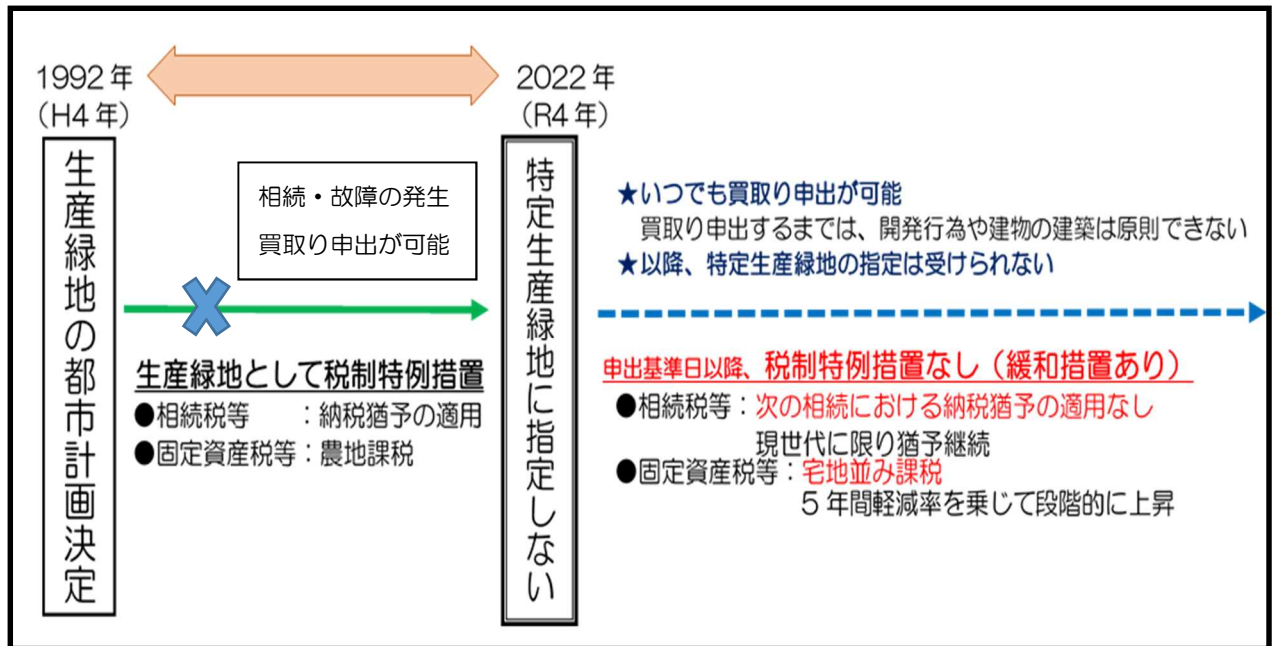 1992年
（H4年）
生産緑地の都市計画決定
相続・故障の発生
買取り申出が可能
生産緑地として税制特例措置
●相続税等　　：納税猶予の適用
●固定資産税等：農地課税
2022年
（R4年）
特定生産緑地に指定しない
★いつでも買取り申出が可能
買取り申出するまでは、開発行為や建物の建築は原則できない
★以降、特定生産緑地の指定は受けられない
申出基準日以降、税制特例措置なし（緩和措置あり）
●相続税等：次の相続における納税猶予の適用なし
現世代に限り猶予継続
●固定資産税等：宅地並み課税
5年間軽減率を乗じて段階的に上昇